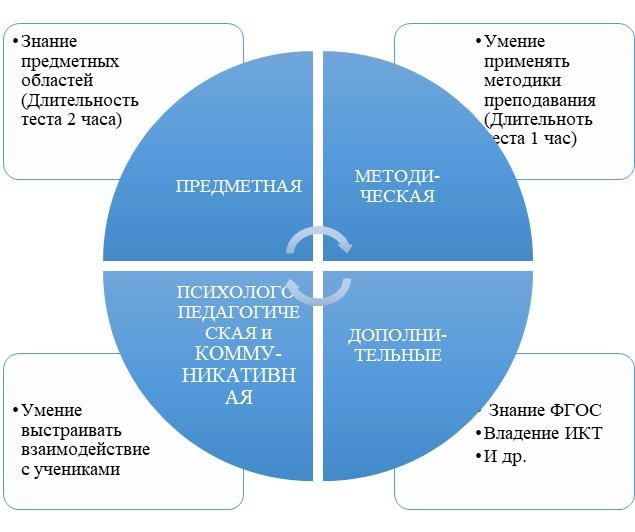 • Знание
предметных
областей
(Длительность
теста 2 часа)
• Умение
применять
методики
преподавания
(Длительноть
теста 1 час)
ПРЕДМЕТНАЯ
МЕТОДИ-
ЧЕСКАЯ
ПСИХОЛОГО-
ПЕДАГОГИЧЕ
СКАЯ и
КОММУ-
НИКАТИВН
АЯ
ДОПОЛНИ-
ТЕЛЬНЫЕ
• Умение
выстраивать
взаимодействие
с учениками
• Знание ФГОС
• Владение ИКТ
• И др.